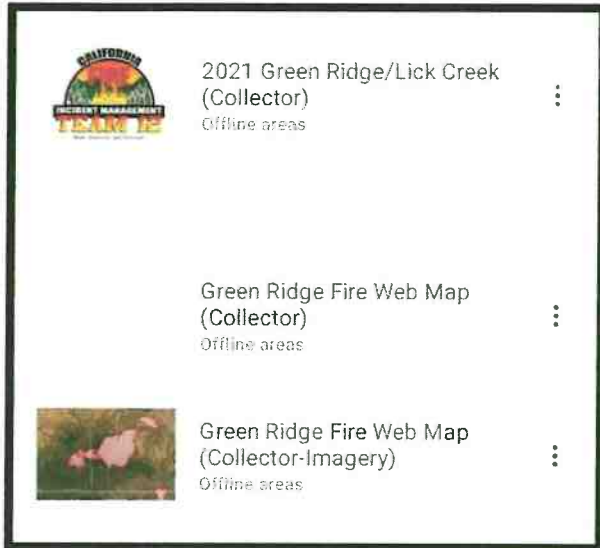 CALIFORNIA
INCIDENT MANAGEMENT
TEAM 12
2021 Green Ridge/Lick Creek
(Collector)
Offline areas
Green Ridge Fire Web Map
(Collector)
Offline areas
Green Ridge Fire Web Map
(Collector-Imagery)
Offline areas